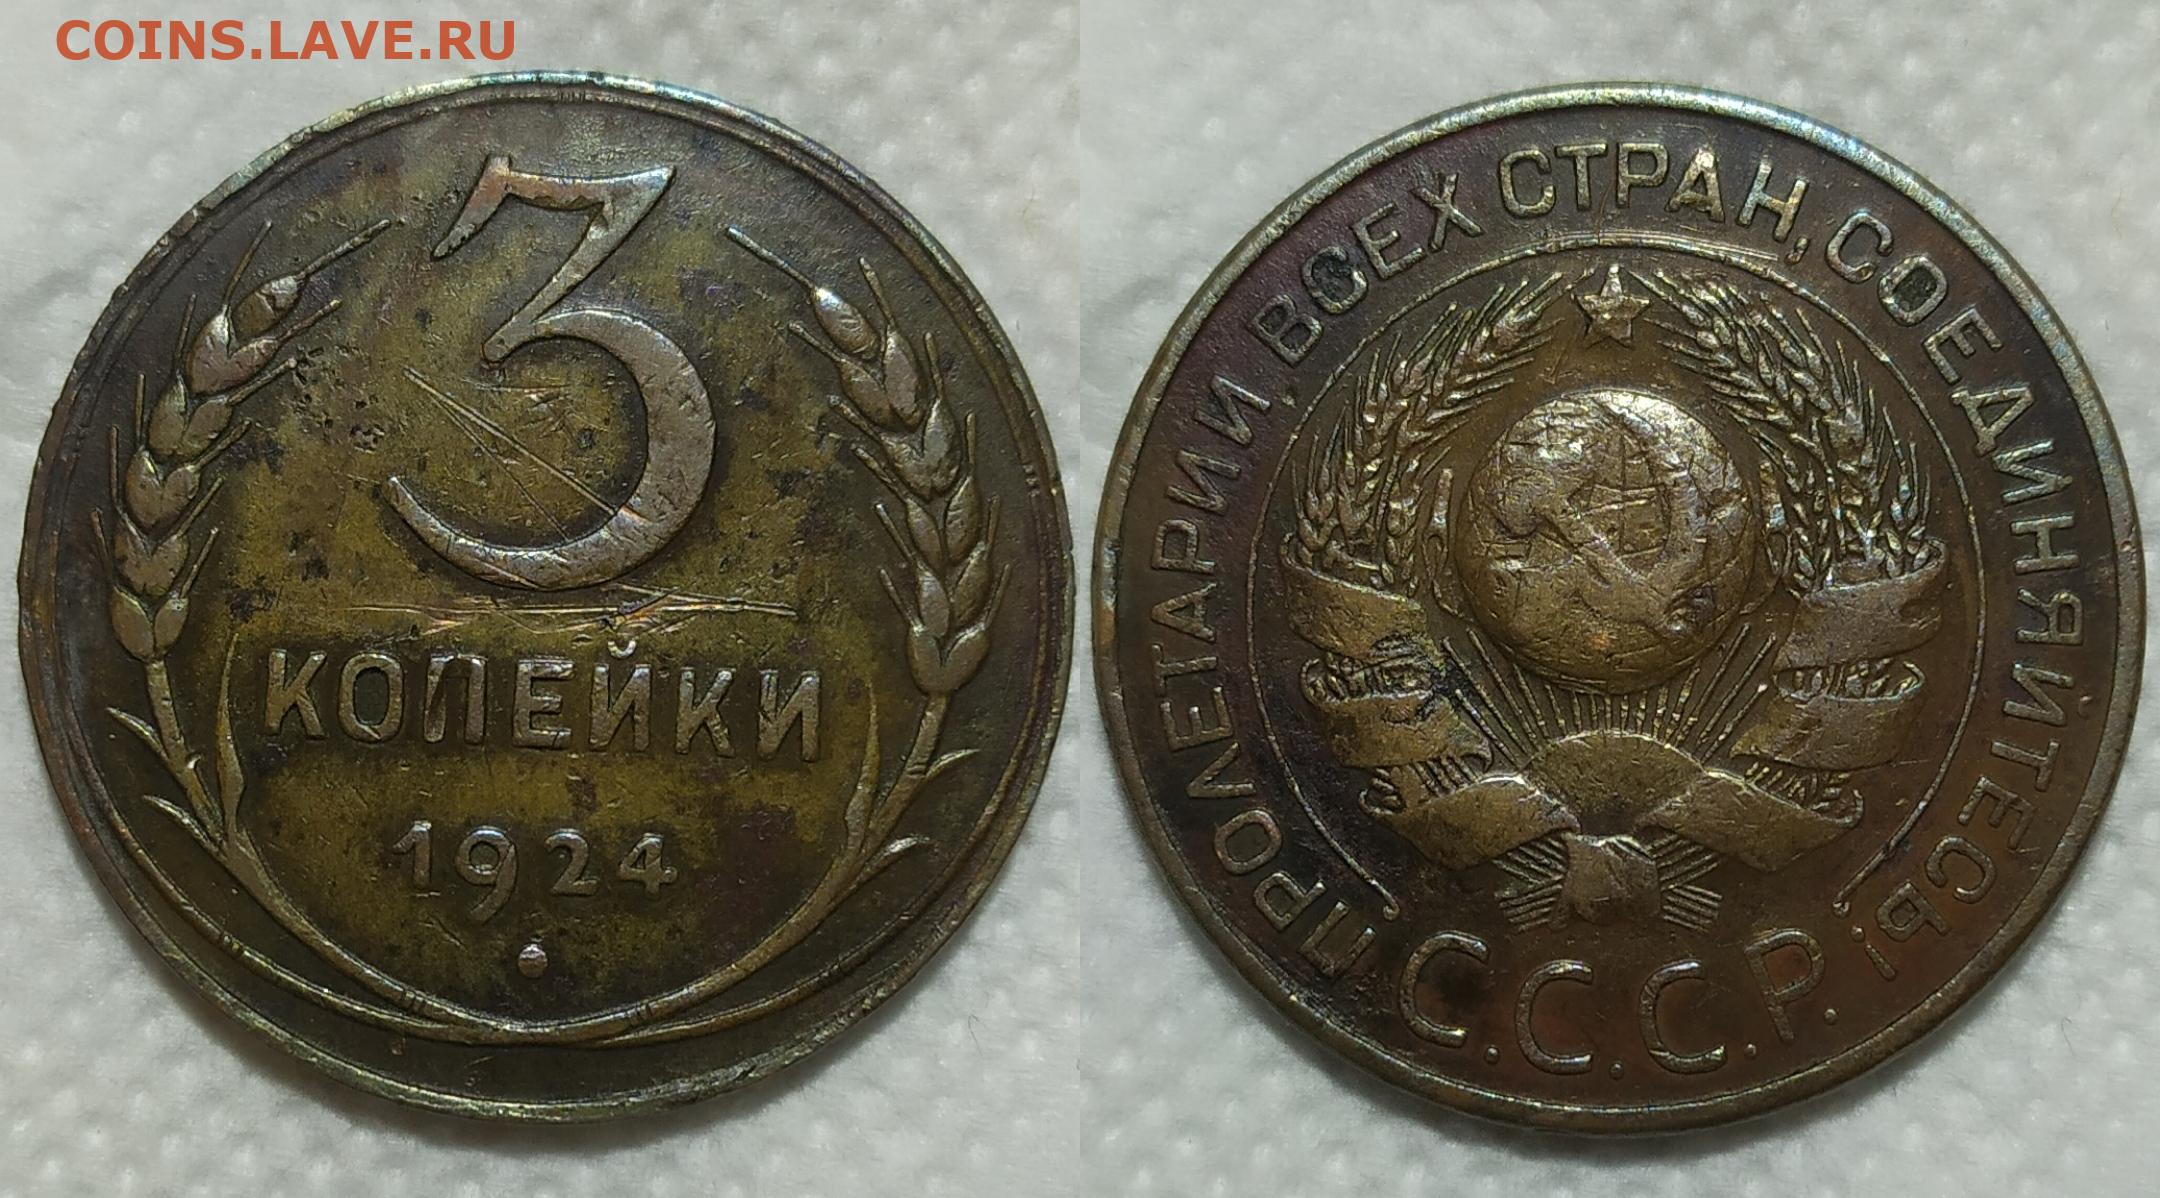 COINS.LAVE.RU
3
КОПЕЙКИ
1924
ПРОЛЕТАРИИ ВСЕХ СТРАН, СОЕДИНЯЙТЕСЬ!
С.С.С.Р.